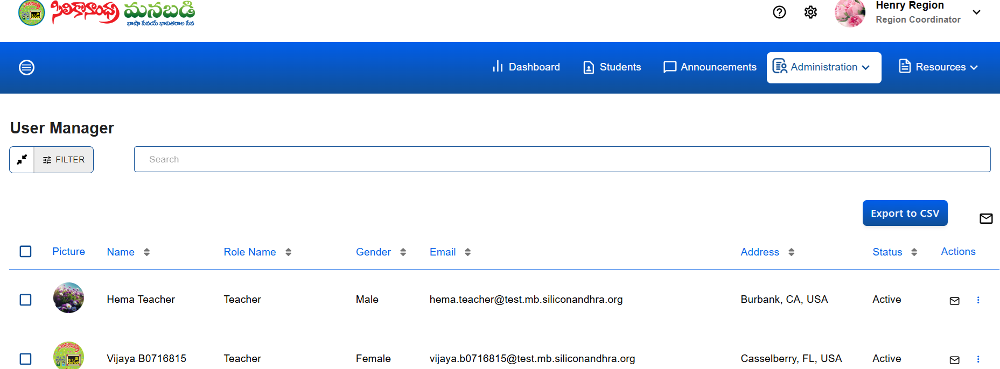 సిలికానాంధ్ర మనబడి
భాషా సేవయే భావితరాల సేవ
Henry Region
Region Coordinator
Dashboard Students Announcements Administration Resources
User Manager
FILTER Search
Export to CSV
Picture Name Role Name Gender Email Address Status Actions
Hema Teacher Teacher Male hema.teacher@test.mb.siliconandhra.org Burbank, CA, USA Active
Vijaya B0716815 Teacher Female vijaya.b0716815@test.mb.siliconandhra.org Casselberry, FL, USA Active